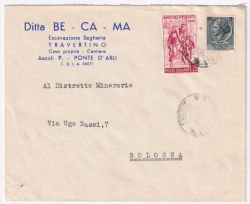 Ditta BE - CA - MA
Escavazione Segherie
TRAVERTINO
Cave proprie - Cantiere
Ascoli P. - PONTE D'ARLI
Al Distretto Minerario
Via Ugo Bassi,7
BOLOGNA